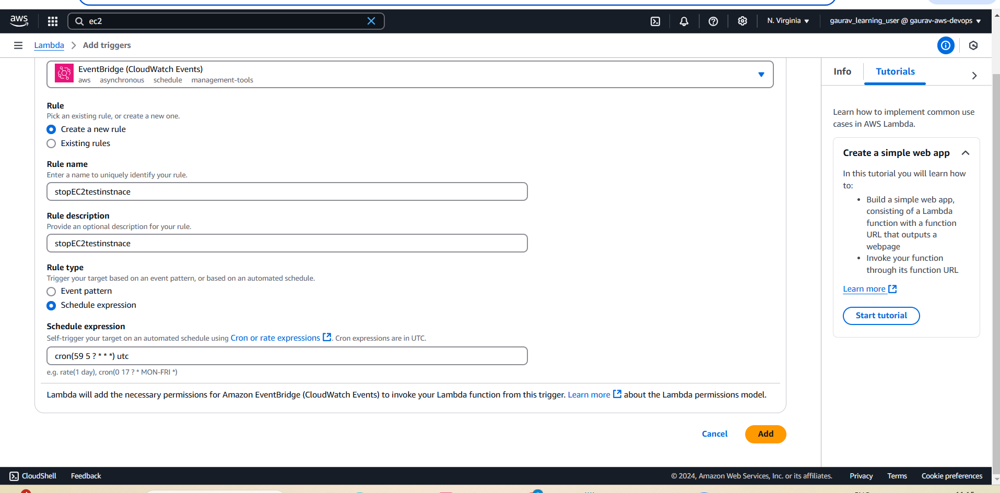 aws
ec2
N. Virginia
gaurav_learning_user @ gaurav-aws-devops
Lambda
Add triggers
EventBridge (CloudWatch Events)
aws asynchronous schedule management-tools
Rule
Pick an existing rule, or create a new one.
Create a new rule
Existing rules
Rule name
Enter a name to uniquely identify your rule.
stopEC2testinstnace
Rule description
Provide an optional description for your rule.
stopEC2testinstnace
Rule type
Trigger your target based on an event pattern, or based on an automated schedule.
Event pattern
Schedule expression
Schedule expression
Self-trigger your target on an automated schedule using Cron or rate expressions. Cron expressions are in UTC.
cron(59 5 ? * * *) utc
e.g. rate(1 day), cron(0 17 ? * MON-FRI *)
Lambda will add the necessary permissions for Amazon EventBridge (CloudWatch Events) to invoke your Lambda function from this trigger. Learn more about the Lambda permissions model.
Cancel
Add
Info
Tutorials
Learn how to implement common use
cases in AWS Lambda.
Create a simple web app
In this tutorial you will learn how
to:
• Build a simple web app,
consisting of a Lambda
function with a function
URL that outputs a
webpage
• Invoke your function
through its function URL
Learn more
Start tutorial
CloudShell
Feedback
© 2024, Amazon Web Services, Inc. or its affiliates.
Privacy
Terms
Cookie preferences